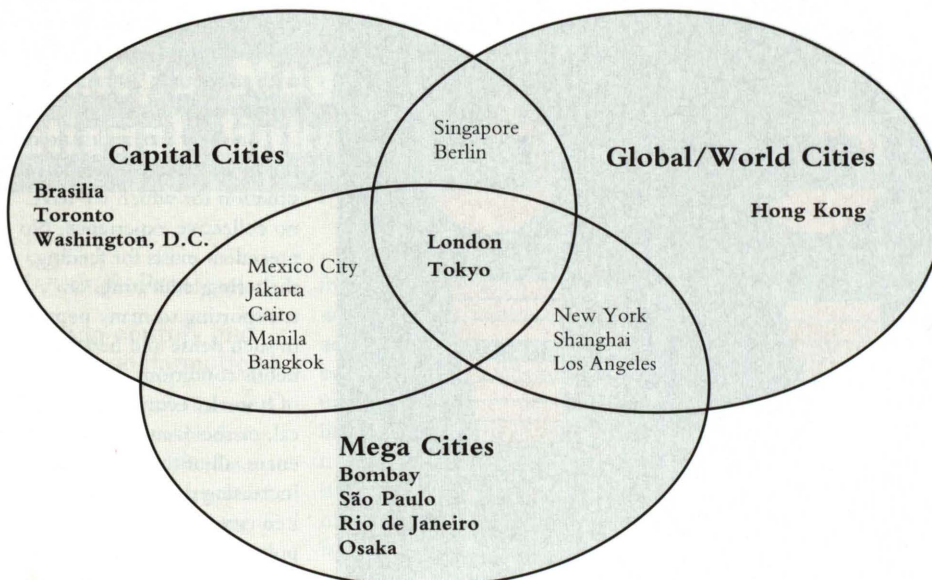 Capital Cities
Brasilia
Toronto
Washington, D.C.
Singapore
Berlin
Global/World Cities
Hong Kong
London
Tokyo
Mexico City
Jakarta
Cairo
Manila
Bangkok
New York
Shanghai
Los Angeles
Mega Cities
Bombay
São Paulo
Rio de Janeiro
Osaka